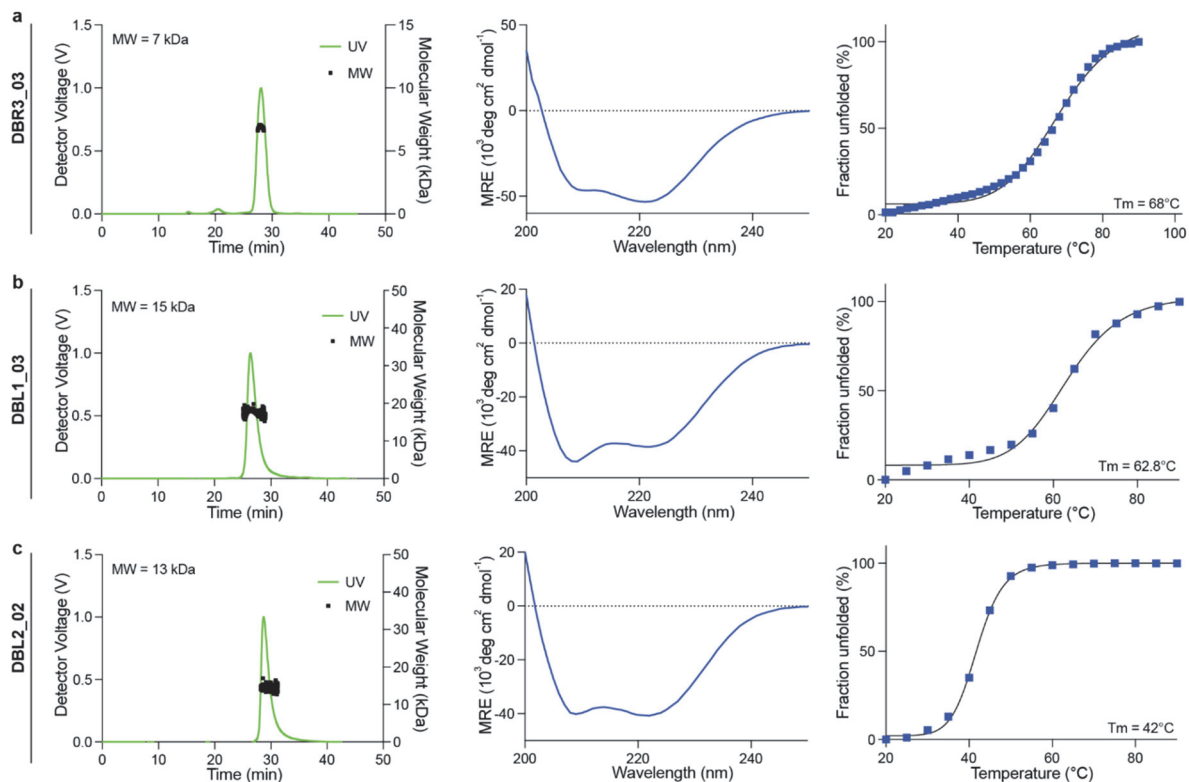 a
DBR3_03
MW = 7 kDa
UV
MW
Detector Voltage (V)
1.5
1.0
0.5
0.0
0 10 20 30 40 50
Time (min)
15
10
5
0
Molecular Weight (kDa)
MRE (10³ deg cm² dmol⁻¹)
0
-50
200 220 240
Wavelength (nm)
Fraction unfolded (%)
100
50
0
20 40 60 80 100
Temperature (°C)
Tm = 68°C
b
DBL1_03
MW = 15 kDa
UV
MW
Detector Voltage (V)
1.5
1.0
0.5
0.0
0 10 20 30 40 50
Time (min)
50
40
30
20
10
0
Molecular Weight (kDa)
MRE (10³ deg cm² dmol⁻¹)
20
0
-20
-40
200 220 240
Wavelength (nm)
Fraction unfolded (%)
100
50
0
20 40 60 80
Temperature (°C)
Tm = 62.8°C
c
DBL2_02
MW = 13 kDa
UV
MW
Detector Voltage (V)
1.5
1.0
0.5
0.0
0 10 20 30 40 50
Time (min)
50
40
30
20
10
0
Molecular Weight (kDa)
MRE (10³ deg cm² dmol⁻¹)
20
0
-20
-40
200 220 240
Wavelength (nm)
Fraction unfolded (%)
100
50
0
20 40 60 80
Temperature (°C)
Tm = 42°C